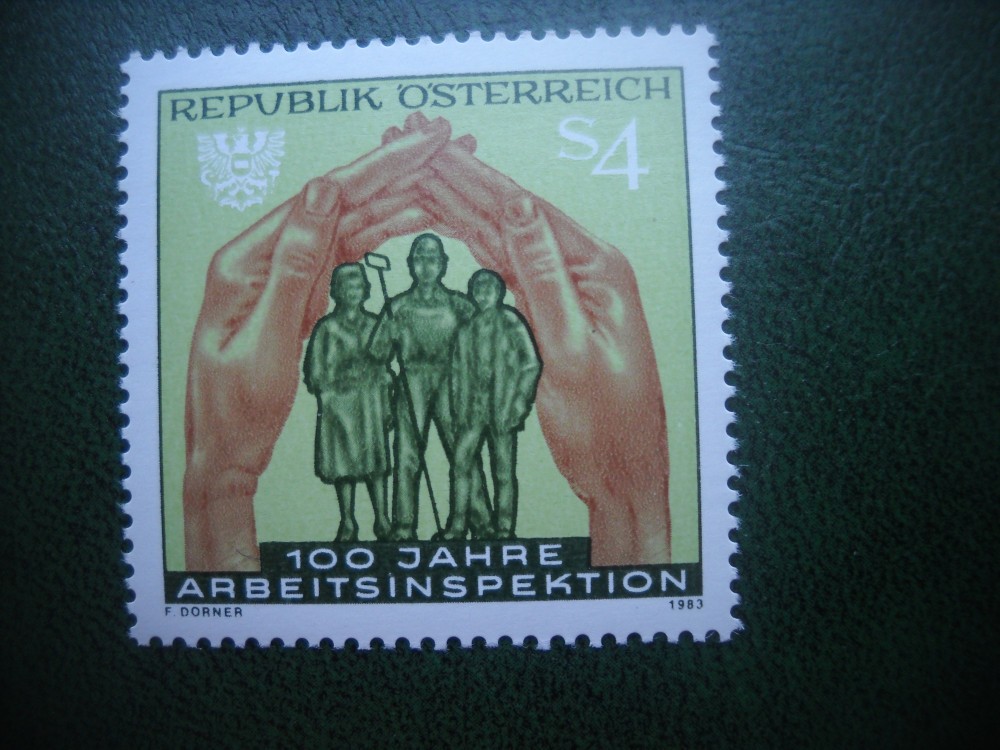 REPUBLIK ÖSTERREICH
S4
100 JAHRE
ARBEITSINSPEKTION
F. DORNER
1983